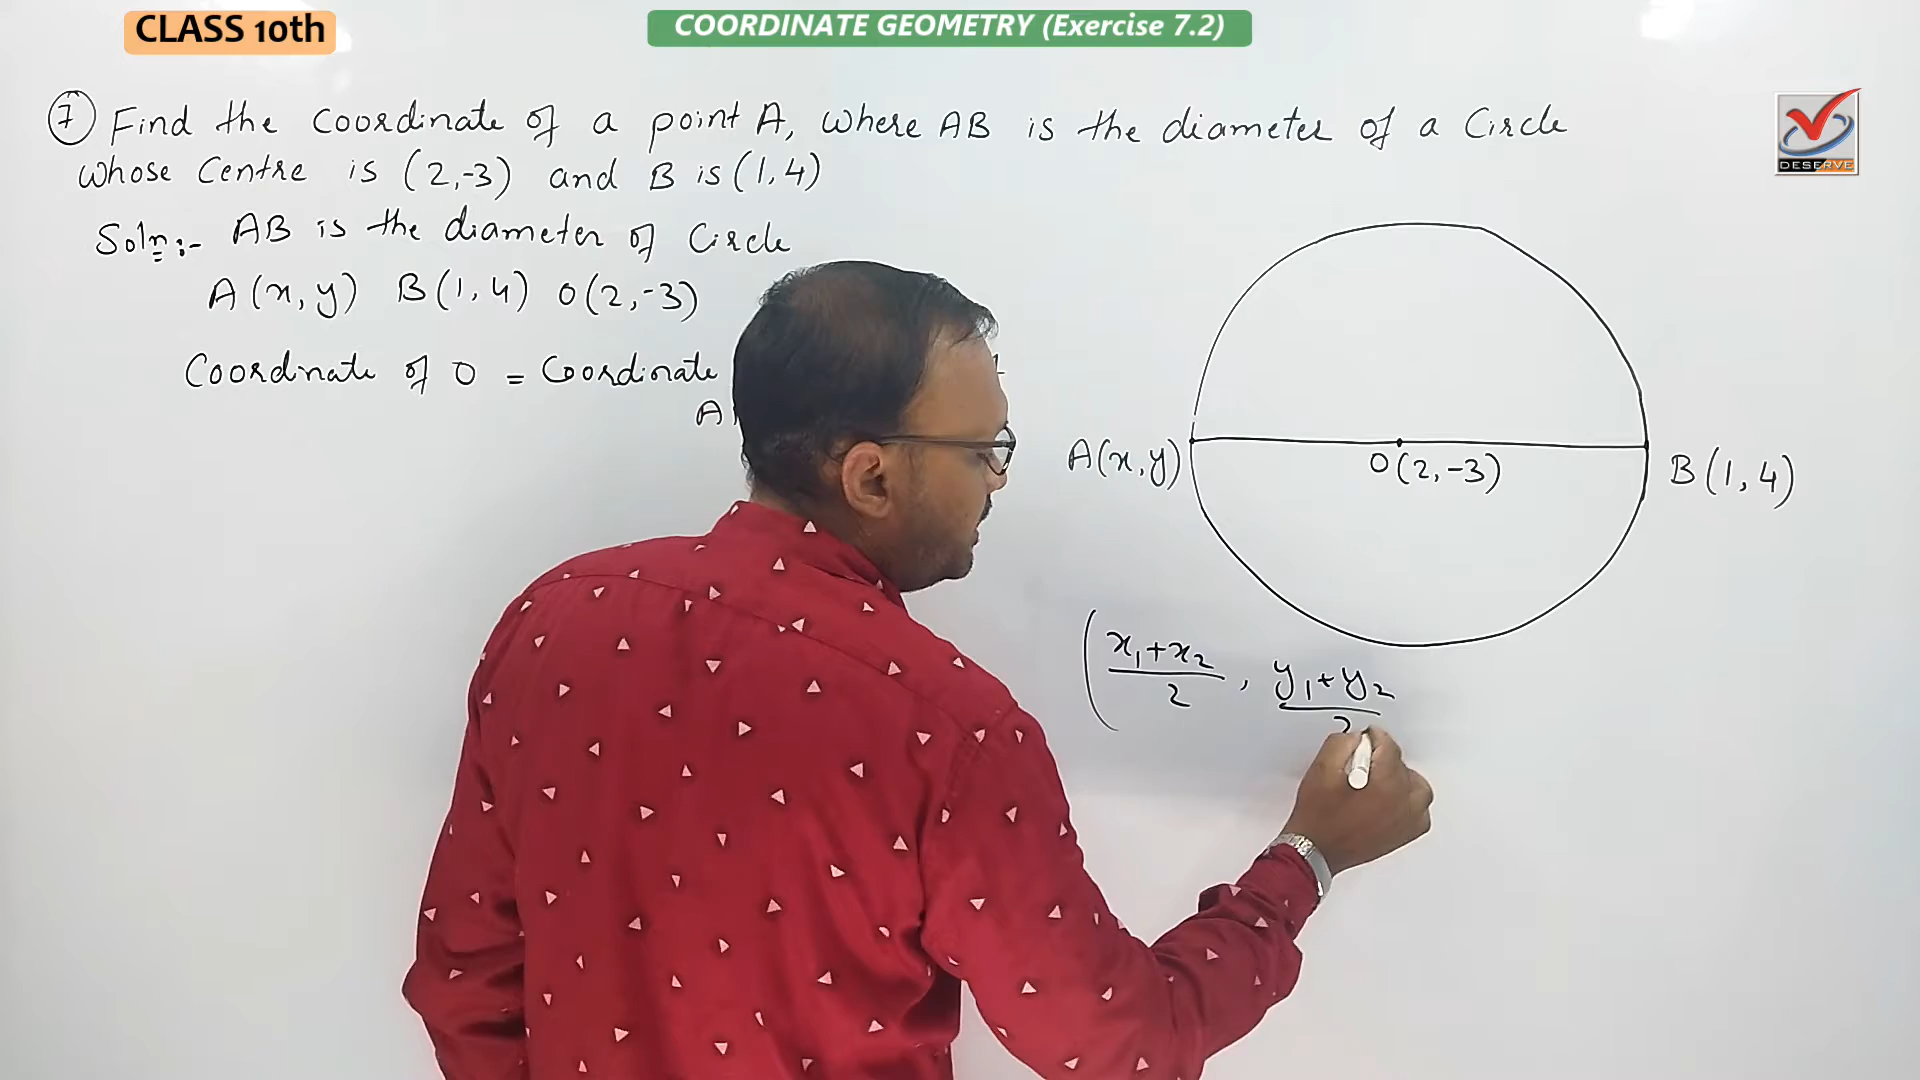 CLASS 10th
COORDINATE GEOMETRY (Exercise 7.2)
7 Find the coordinate of a point A, where AB is the diameter of a Circle
whose Centre is (2,-3) and B is (1,4)
DESERVE
Soln:- AB is the diameter of Circle
A(x,y) B(1,4) O(2,-3)
Coordinate of O = Coordinate
A
A(x,y) O(2,-3) B(1,4)
(x₁+x₂/2, y₁+y₂/2